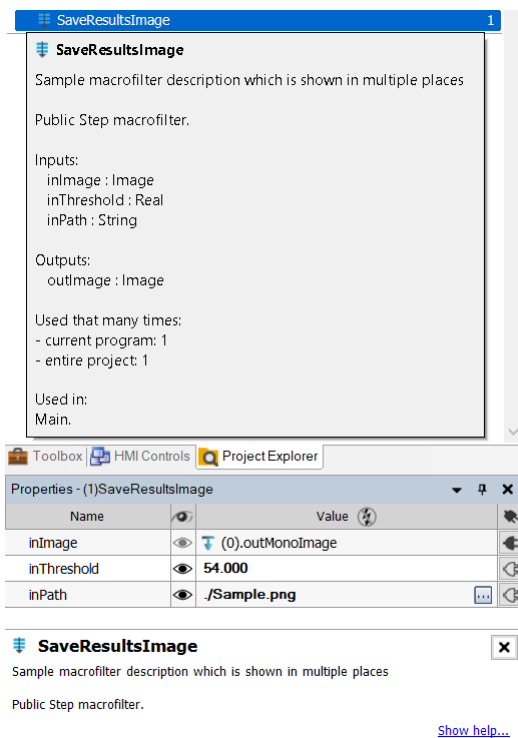 SaveResultsImage 1
SaveResultsImage
Sample macrofilter description which is shown in multiple places
Public Step macrofilter.
Inputs:
inImage : Image
inThreshold : Real
inPath : String
Outputs:
outImage : Image
Used that many times:
- current program: 1
- entire project: 1
Used in:
Main.
Toolbox HMI Controls Project Explorer
Properties - (1)SaveResultsImage
Name Value
inImage (0).outMonoImage
inThreshold 54.000
inPath ./Sample.png ...
SaveResultsImage
Sample macrofilter description which is shown in multiple places
Public Step macrofilter.
Show help...